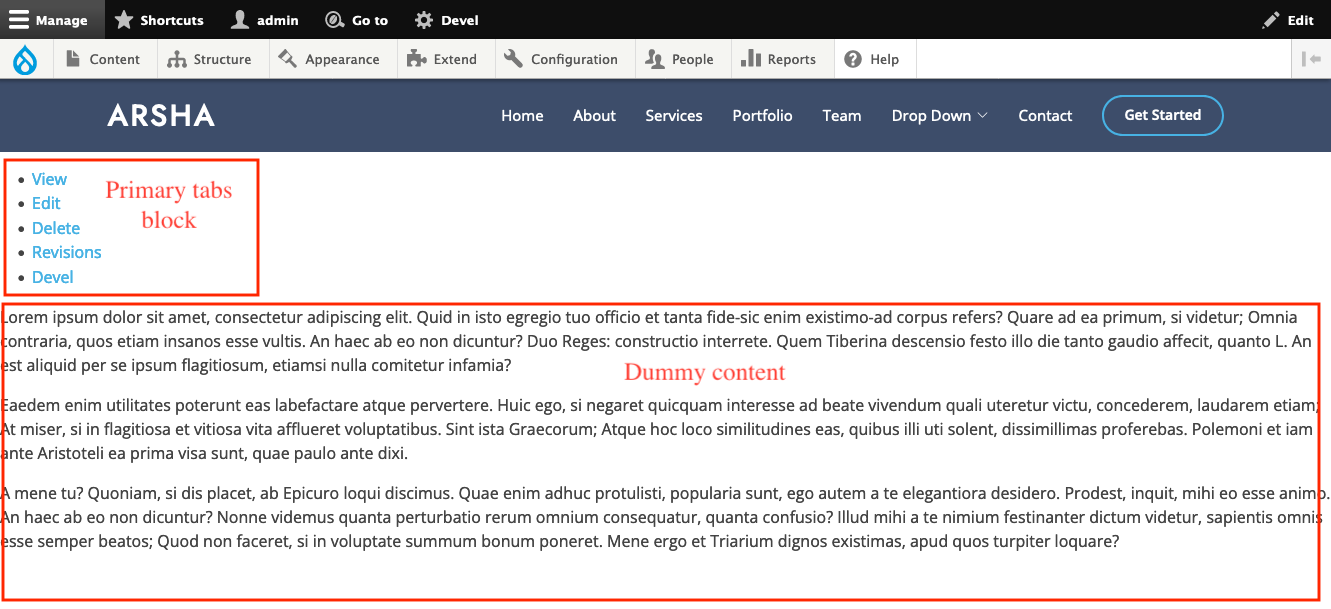 Manage Shortcuts admin Go to Devel Edit
Content Structure Appearance Extend Configuration People Reports Help
ARSHA Home About Services Portfolio Team Drop Down Contact Get Started
View
Edit
Delete
Revisions
Devel
Primary tabs
block
Lorem ipsum dolor sit amet, consectetur adipiscing elit. Quid in isto egregio tuo officio et tanta fide-sic enim existimo-ad corpus refers? Quare ad ea primum, si videtur; Omnia
contraria, quos etiam insanos esse vultis. An haec ab eo non dicuntur? Duo Reges: constructio interrete. Quem Tiberina descensio festo illo die tanto gaudio affecit, quanto L. An
est aliquid per se ipsum flagitiosum, etiamsi nulla comitetur infamia?
Dummy content
Eaedem enim utilitates poterunt eas labefactare atque pervertere. Huic ego, si negaret quicquam interesse ad beate vivendum quali uteretur victu, concederem, laudarem etiam;
At miser, si in flagitiosa et vitiosa vita afflueret voluptatibus. Sint ista Graecorum; Atque hoc loco similitudines eas, quibus illi uti solent, dissimillimas proferebas. Polemoni et iam
ante Aristoteli ea prima visa sunt, quae paulo ante dixi.
A mene tu? Quoniam, si dis placet, ab Epicuro loqui discimus. Quae enim adhuc protulisti, popularia sunt, ego autem a te elegantiora desidero. Prodest, inquit, mihi eo esse animo.
An haec ab eo non dicuntur? Nonne videmus quanta perturbatio rerum omnium consequatur, quanta confusio? Illud mihi a te nimium festinanter dictum videtur, sapientis omnis
esse semper beatos; Quod non faceret, si in voluptate summum bonum poneret. Mene ergo et Triarium dignos existimas, apud quos turpiter loquare?